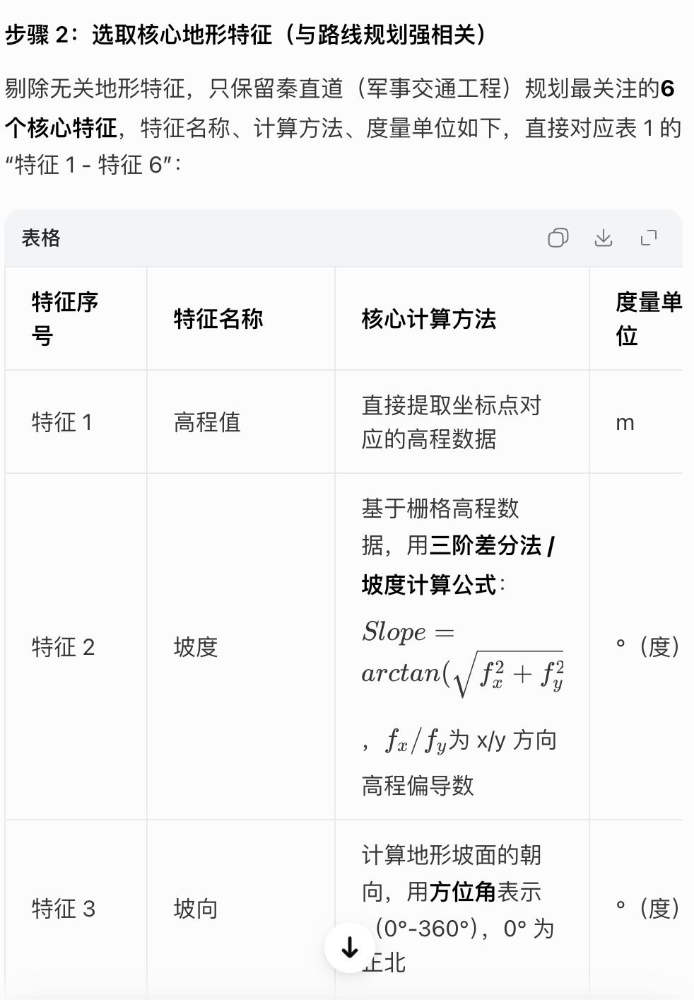 步骤 2：选取核心地形特征（与路线规划强相关）
剔除无关地形特征，只保留秦直道（军事交通工程）规划最关注的6
个核心特征，特征名称、计算方法、度量单位如下，直接对应表 1 的
“特征 1 - 特征 6”：
表格
特征序
号
特征名称
核心计算方法
度量单
位
特征 1
高程值
直接提取坐标点对
应的高程数据
m
特征 2
坡度
基于栅格高程数
据，用三阶差分法 /
坡度计算公式：
Slope =
arctan(√f_x^2 + f_y^2
，f_x/f_y为 x/y 方向
高程偏导数
°（度）
特征 3
坡向
计算地形坡面的朝
向，用方位角表示
（0°-360°），0° 为
正北
°（度）